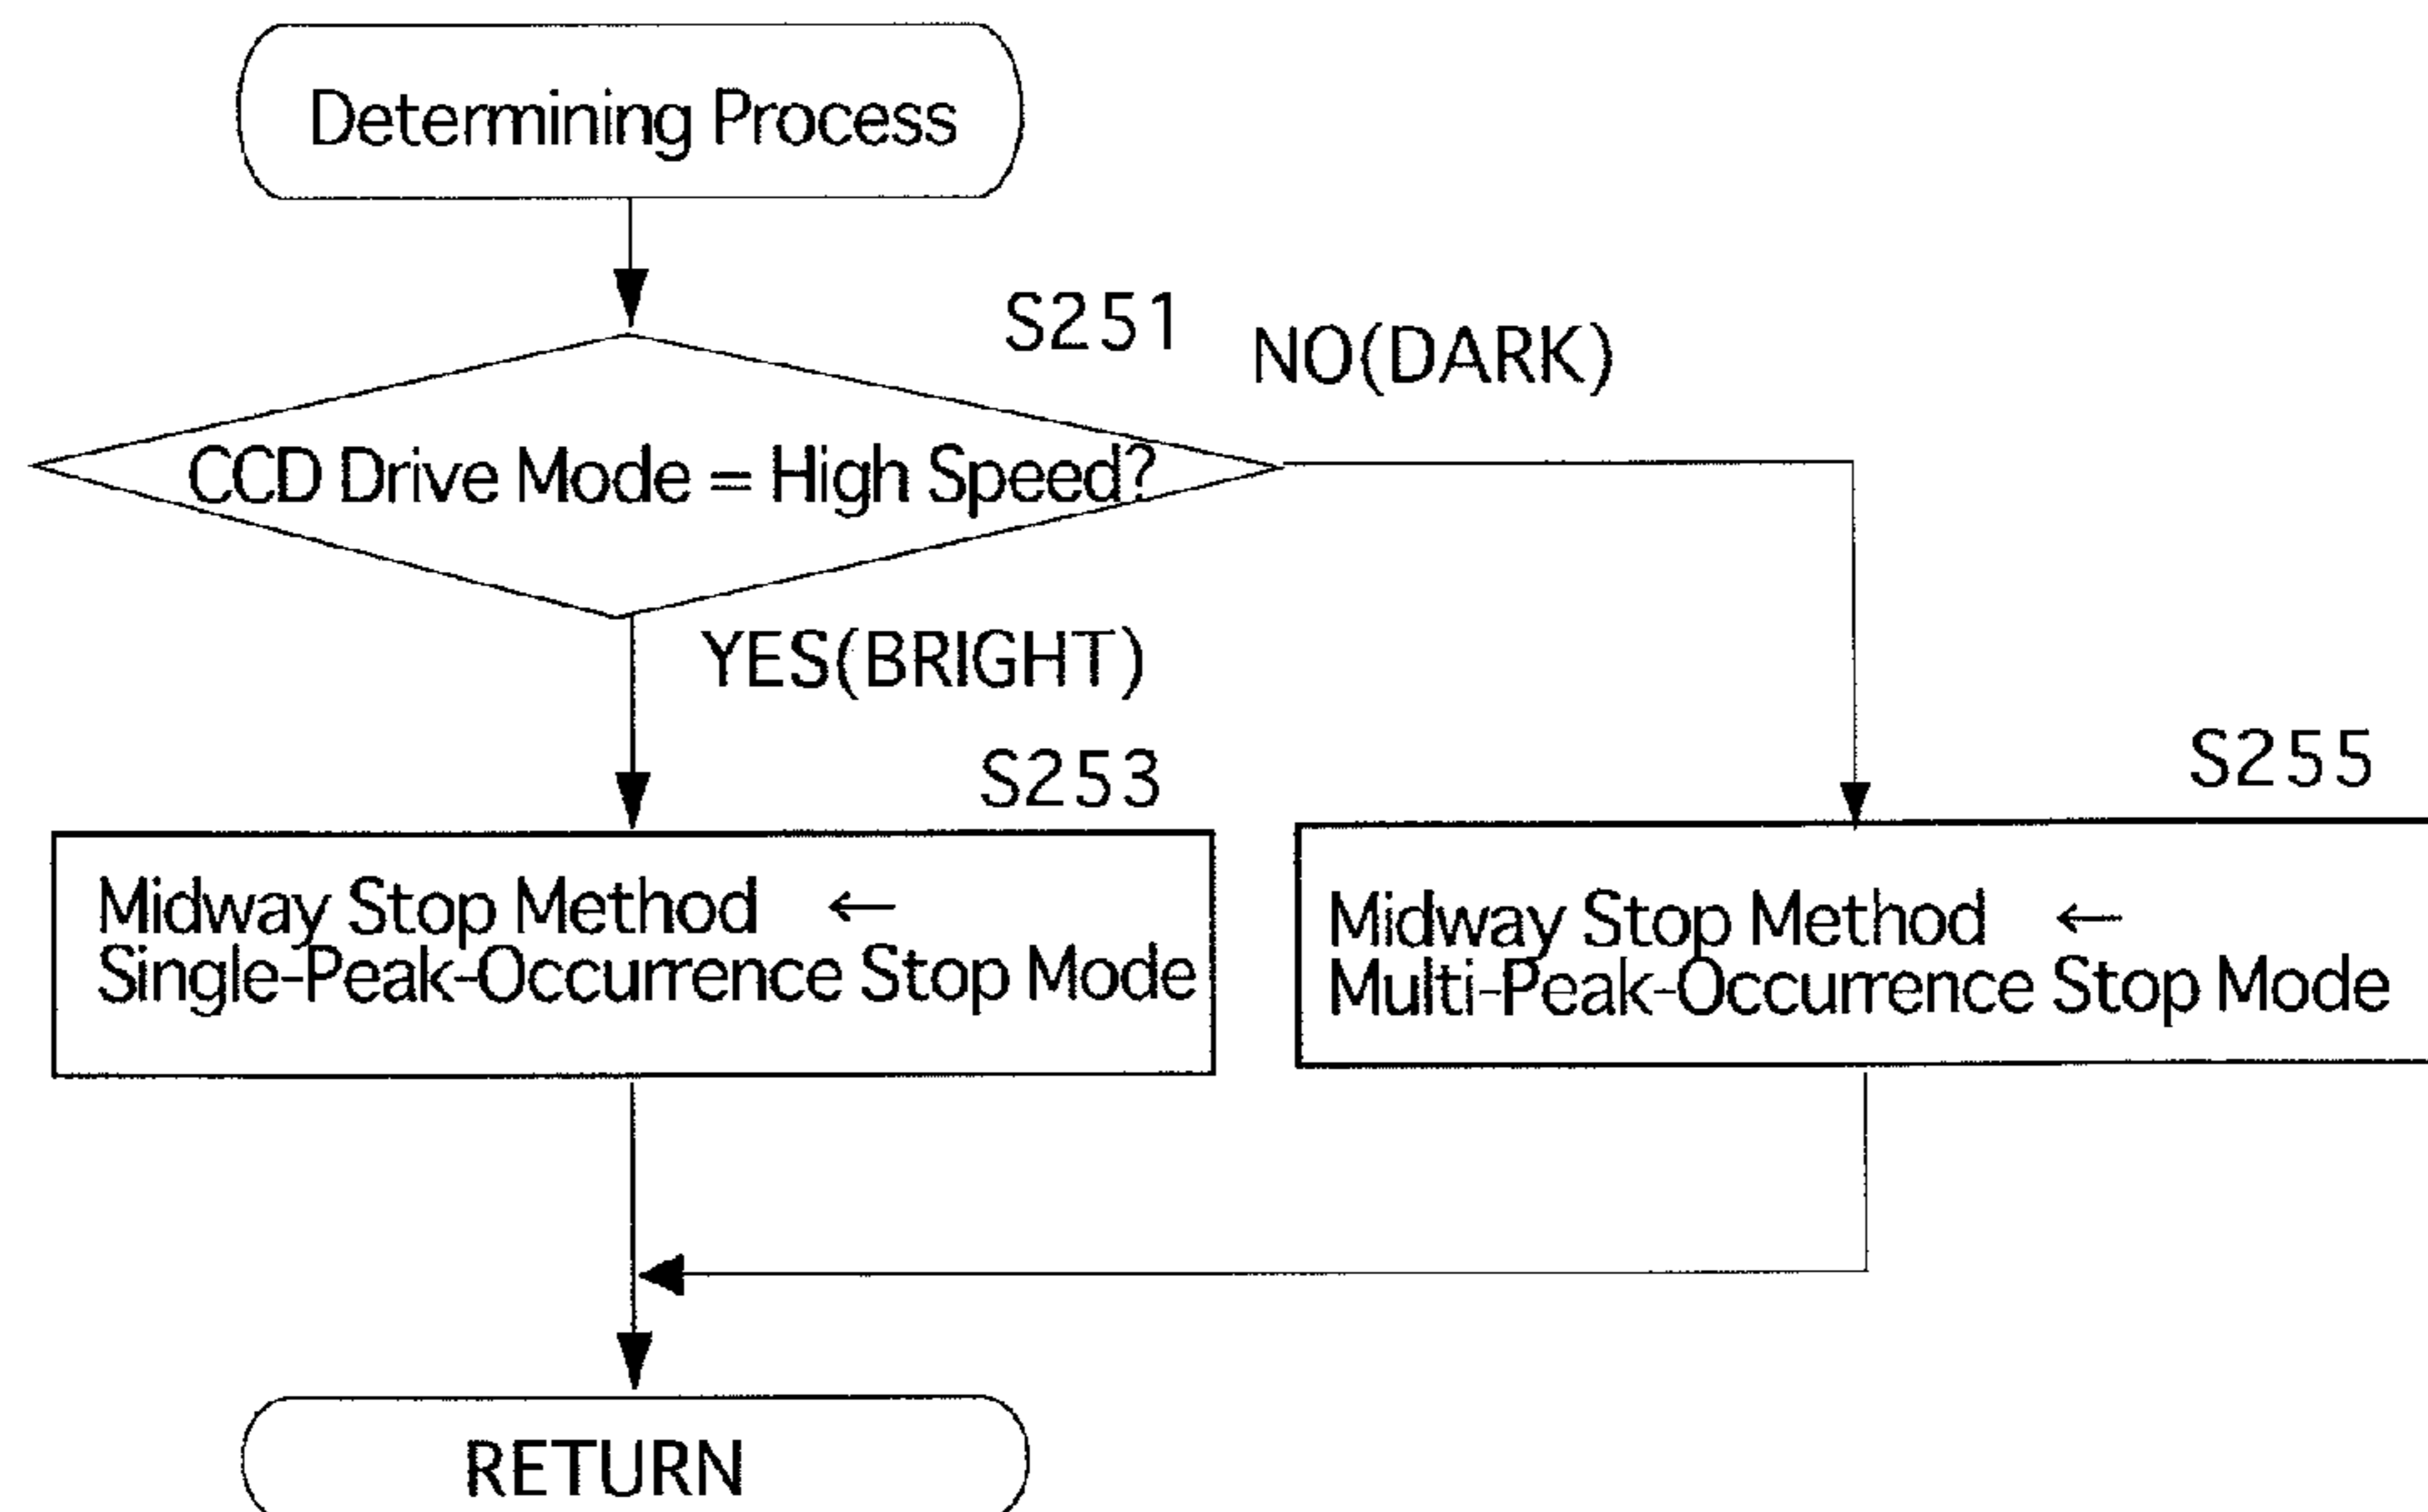 Determining Process
S251
NO(DARK)
CCD Drive Mode = High Speed?
YES(BRIGHT)
S253
Midway Stop Method ←
Single-Peak-Occurrence Stop Mode
S255
Midway Stop Method ←
Multi-Peak-Occurrence Stop Mode
RETURN